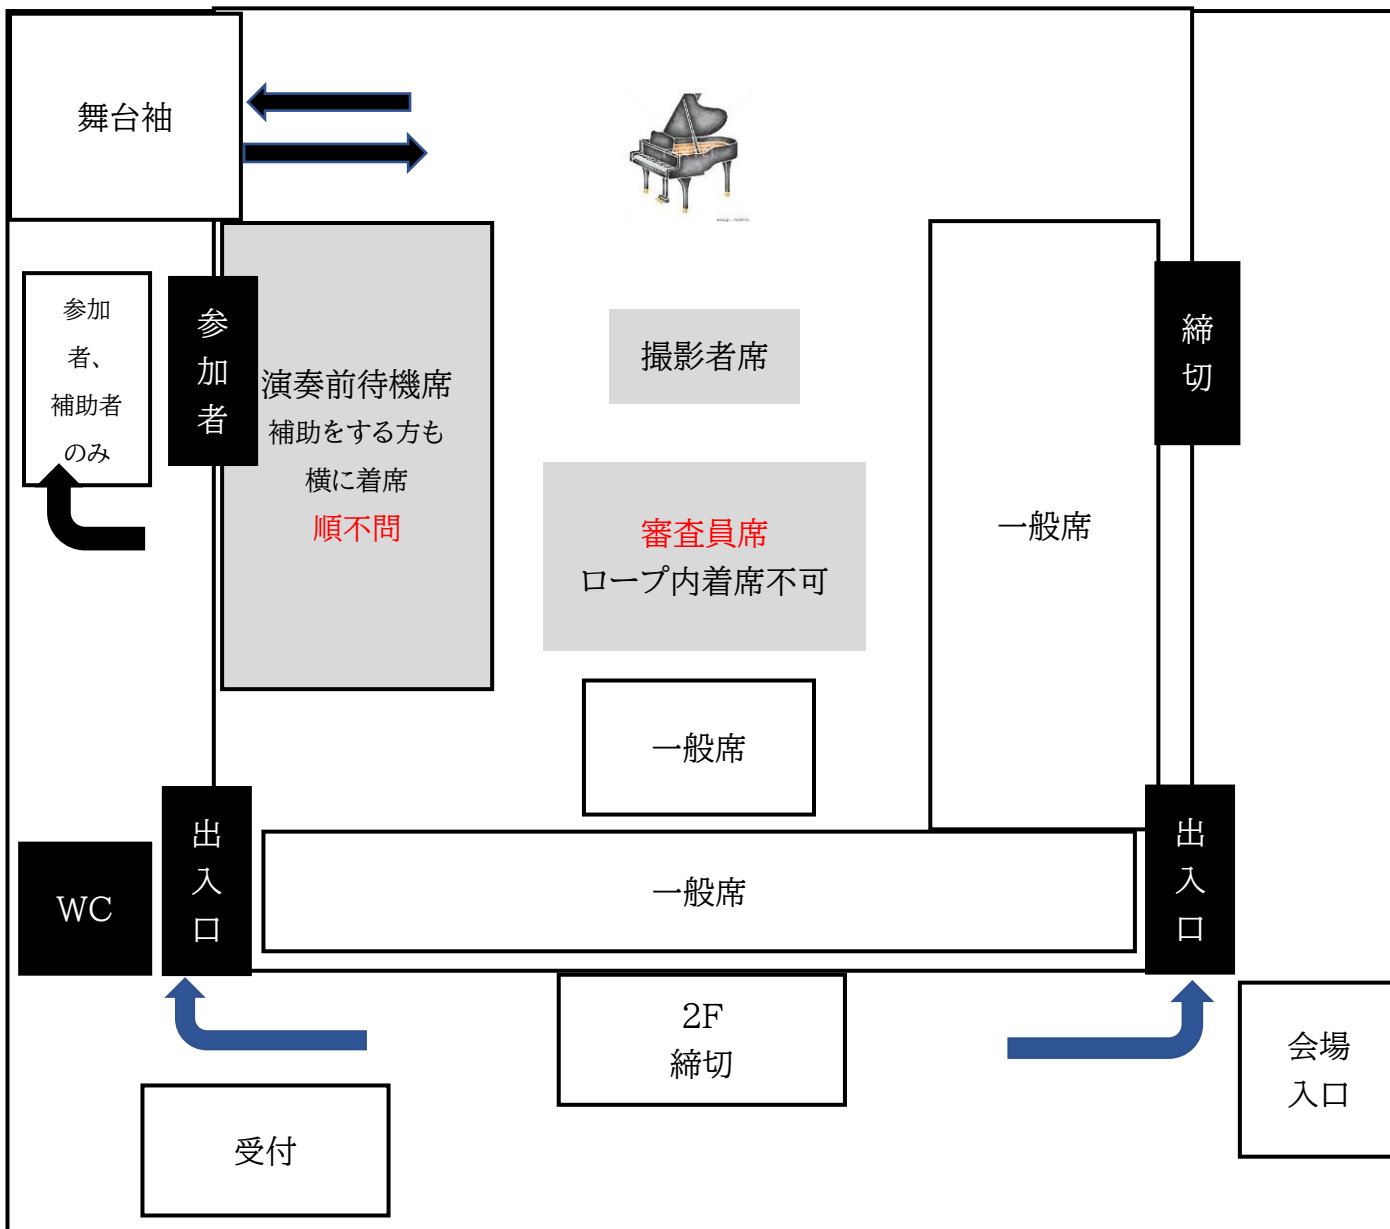 舞台袖
参加
者、
補助者
のみ
参加者
演奏前待機席
補助をする方も
横に着席
順不問
撮影者席
審査員席
ロープ内着席不可
一般席
締切
一般席
一般席
出入口
出入口
WC
2F
締切
会場
入口
受付